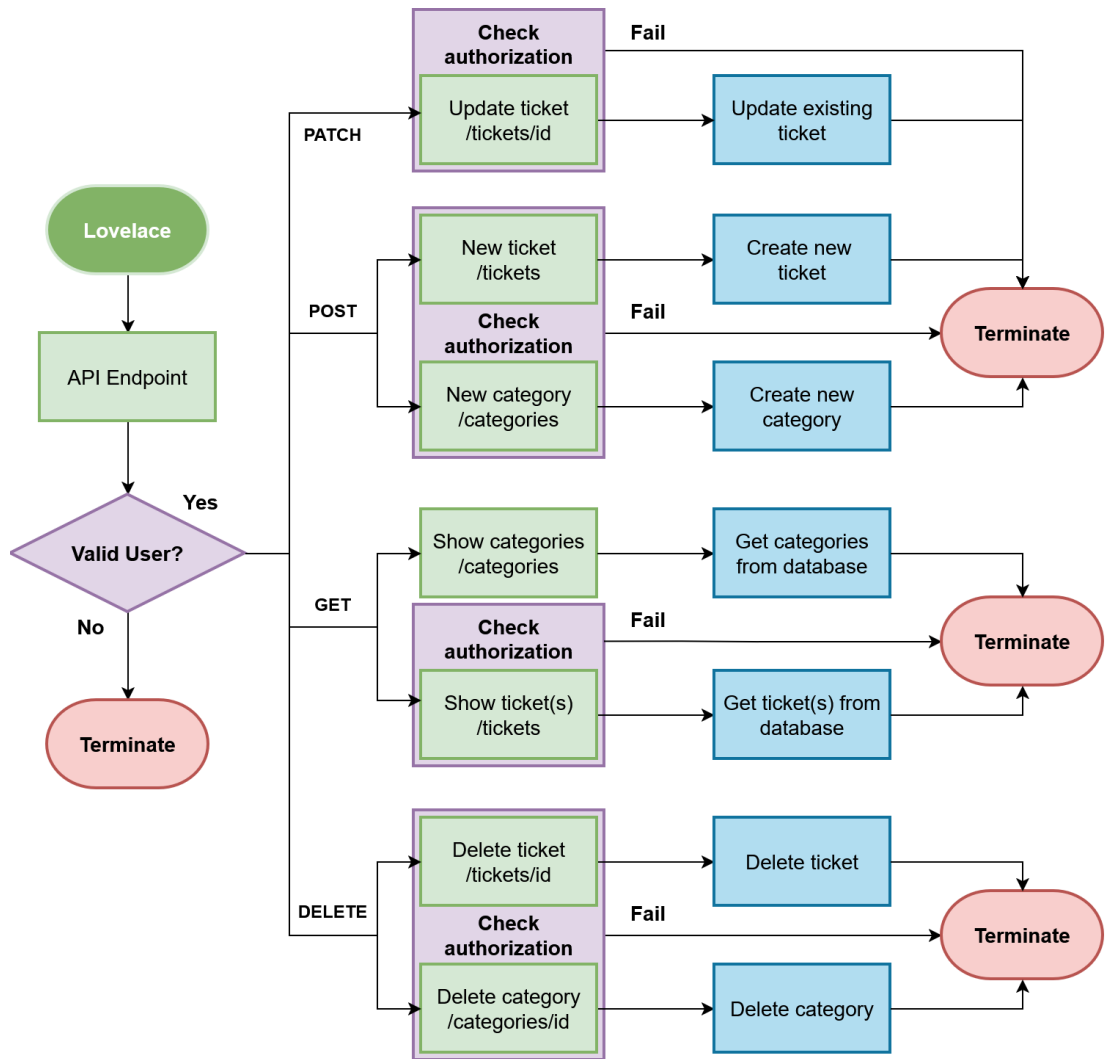 Lovelace
API Endpoint
Valid User?
Yes
No
Terminate
PATCH
Check
authorization
Fail
Update ticket
/tickets/id
Update existing
ticket
POST
New ticket
/tickets
Create new
ticket
Check
authorization
Fail
Terminate
New category
/categories
Create new
category
GET
Show categories
/categories
Get categories
from database
Check
authorization
Fail
Terminate
Show ticket(s)
/tickets
Get ticket(s) from
database
DELETE
Delete ticket
/tickets/id
Delete ticket
Check
authorization
Fail
Terminate
Delete category
/categories/id
Delete category